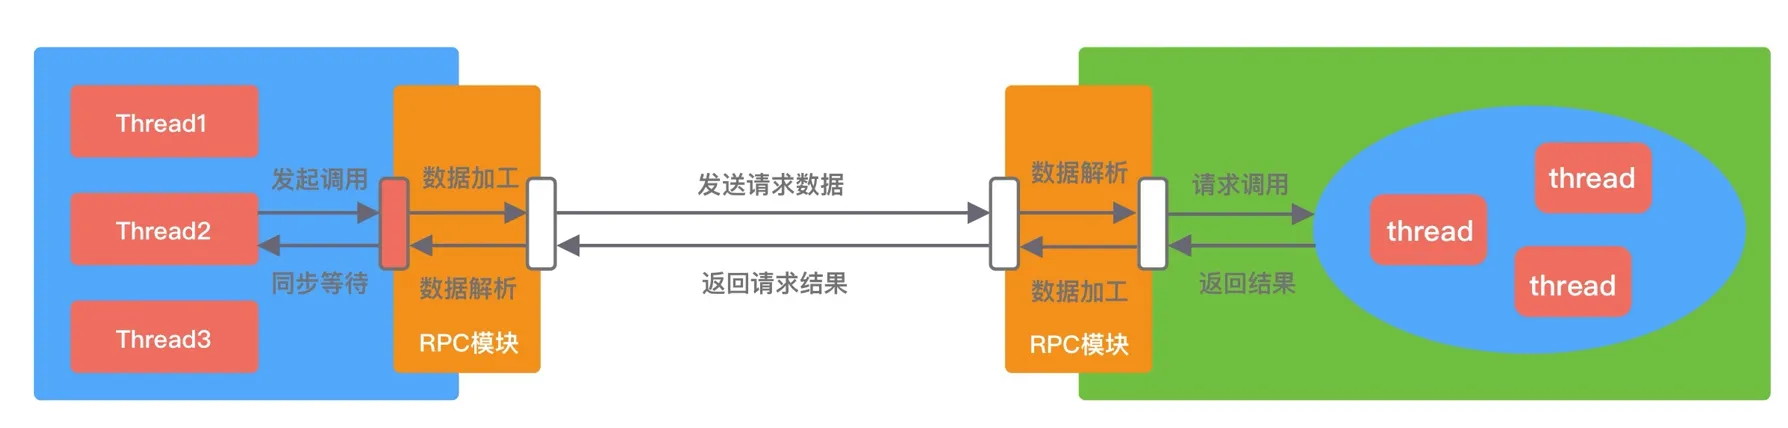 Thread1
Thread2
Thread3
发起调用
同步等待
数据加工
数据解析
RPC模块
发送请求数据
返回请求结果
数据解析
数据加工
RPC模块
请求调用
返回结果
thread
thread
thread